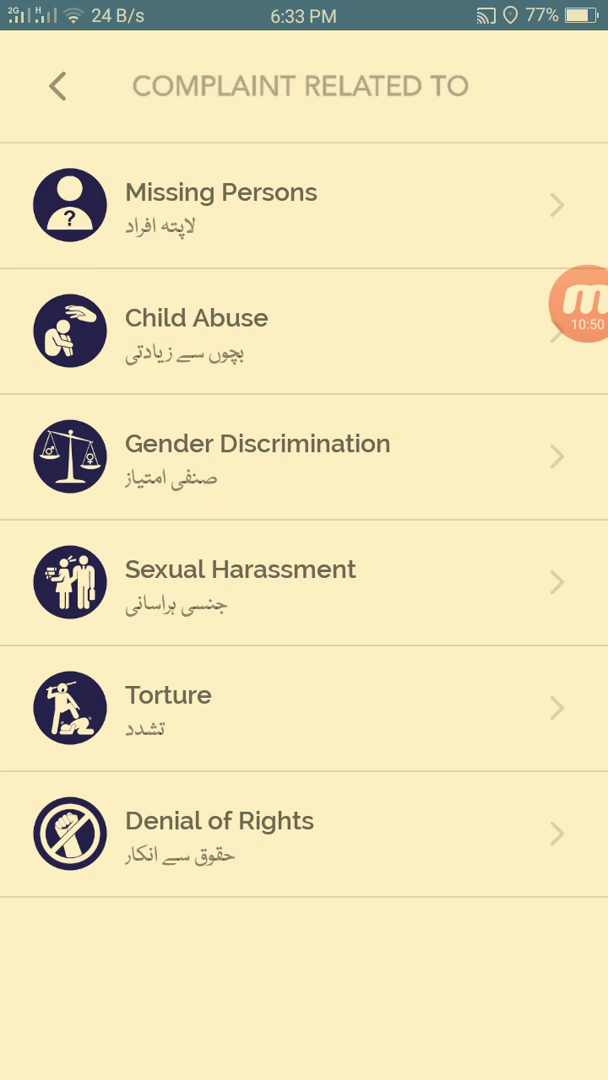 2G H 24 B/s 6:33 PM 77%
COMPLAINT RELATED TO
Missing Persons
?
لاپتہ افراد
m
10:50
Child Abuse
بچوں سے زیادتی
Gender Discrimination
صنفی امتیاز
Sexual Harassment
جنسی ہراسانی
Torture
تشدد
Denial of Rights
حقوق سے انکار